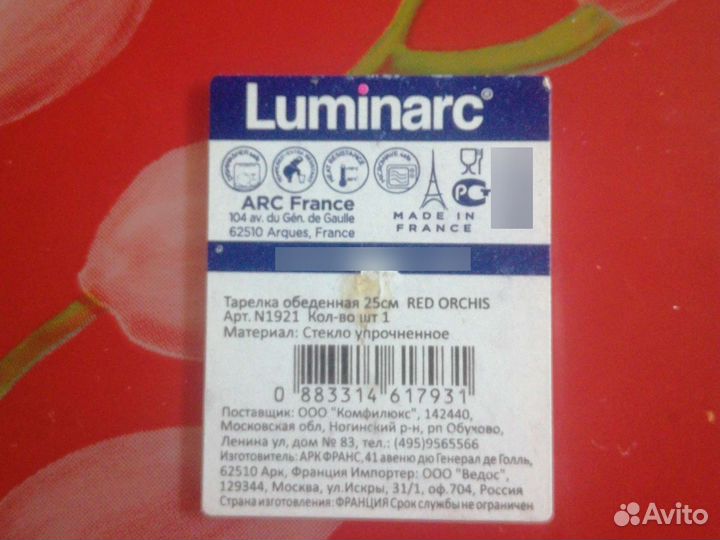 Luminarc®
ARC France
104 av. du Gén. de Gaulle
62510 Arques, France
MADE IN
FRANCE
Тарелка обеденная 25см RED ORCHIS
Арт. N1921 Кол-во шт 1
Материал: Стекло упрочненное
0 883314 617931
Поставщик: ООО "Комфилюкс", 142440,
Московская обл, Ногинский р-н, рп Обухово,
Ленина ул, дом № 83, тел.: (495)9565566
Изготовитель: АРК ФРАНС, 41 авеню дю Генерал де Голль,
62510 Арк, Франция Импортер: ООО "Ведос",
129344, Москва, ул.Искры, 31/1, оф.704, Россия
Страна изготовления: ФРАНЦИЯ Срок службы не ограничен
Avito